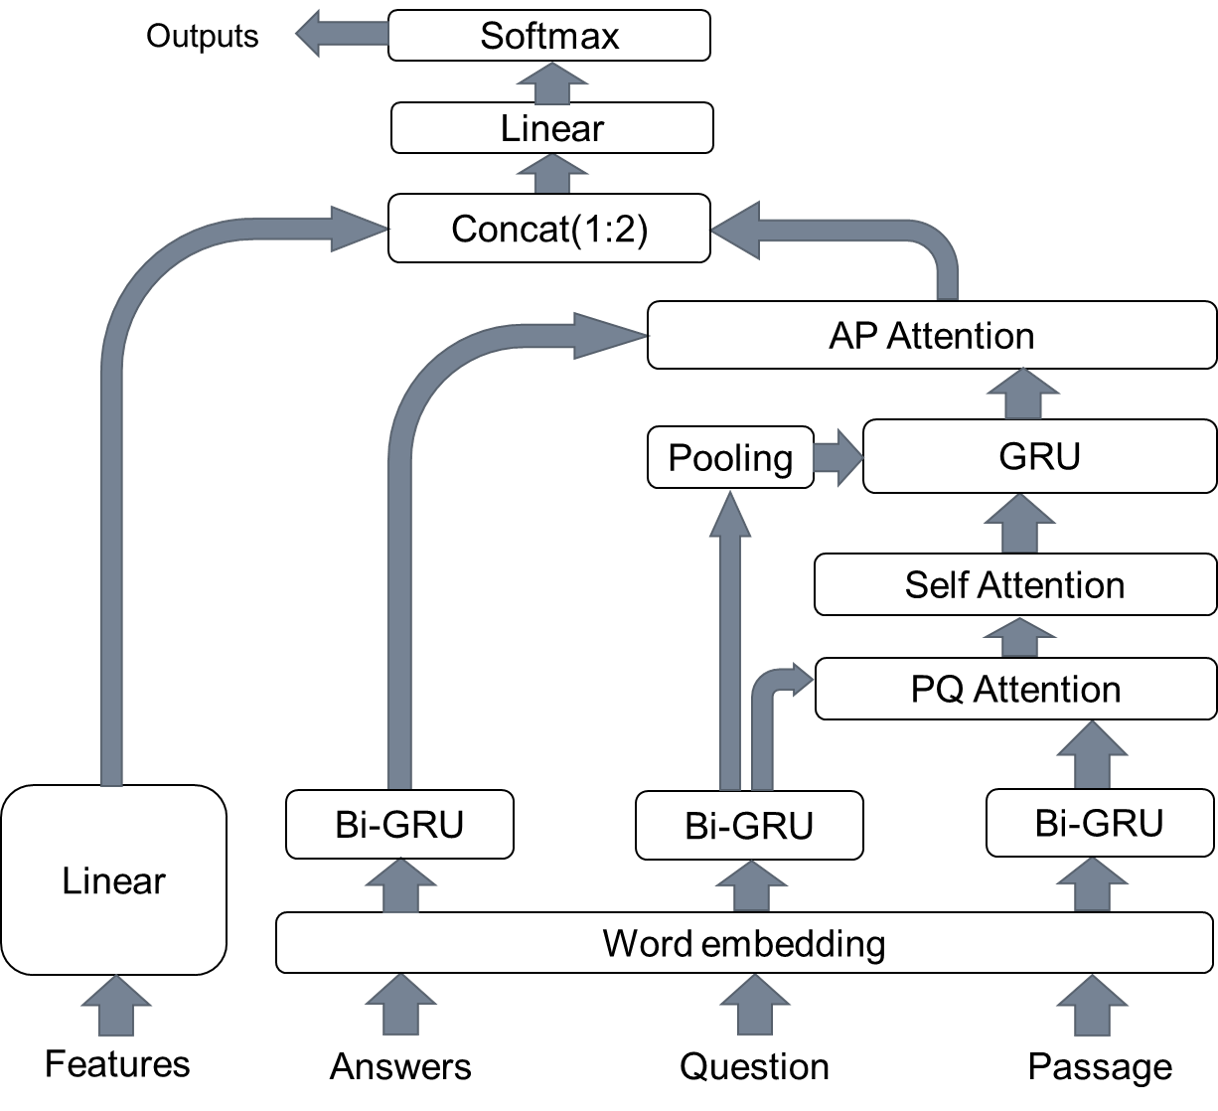 Outputs
Softmax
Linear
Concat(1:2)
AP Attention
Pooling
GRU
Self Attention
PQ Attention
Linear
Bi-GRU
Bi-GRU
Bi-GRU
Word embedding
Features
Answers
Question
Passage